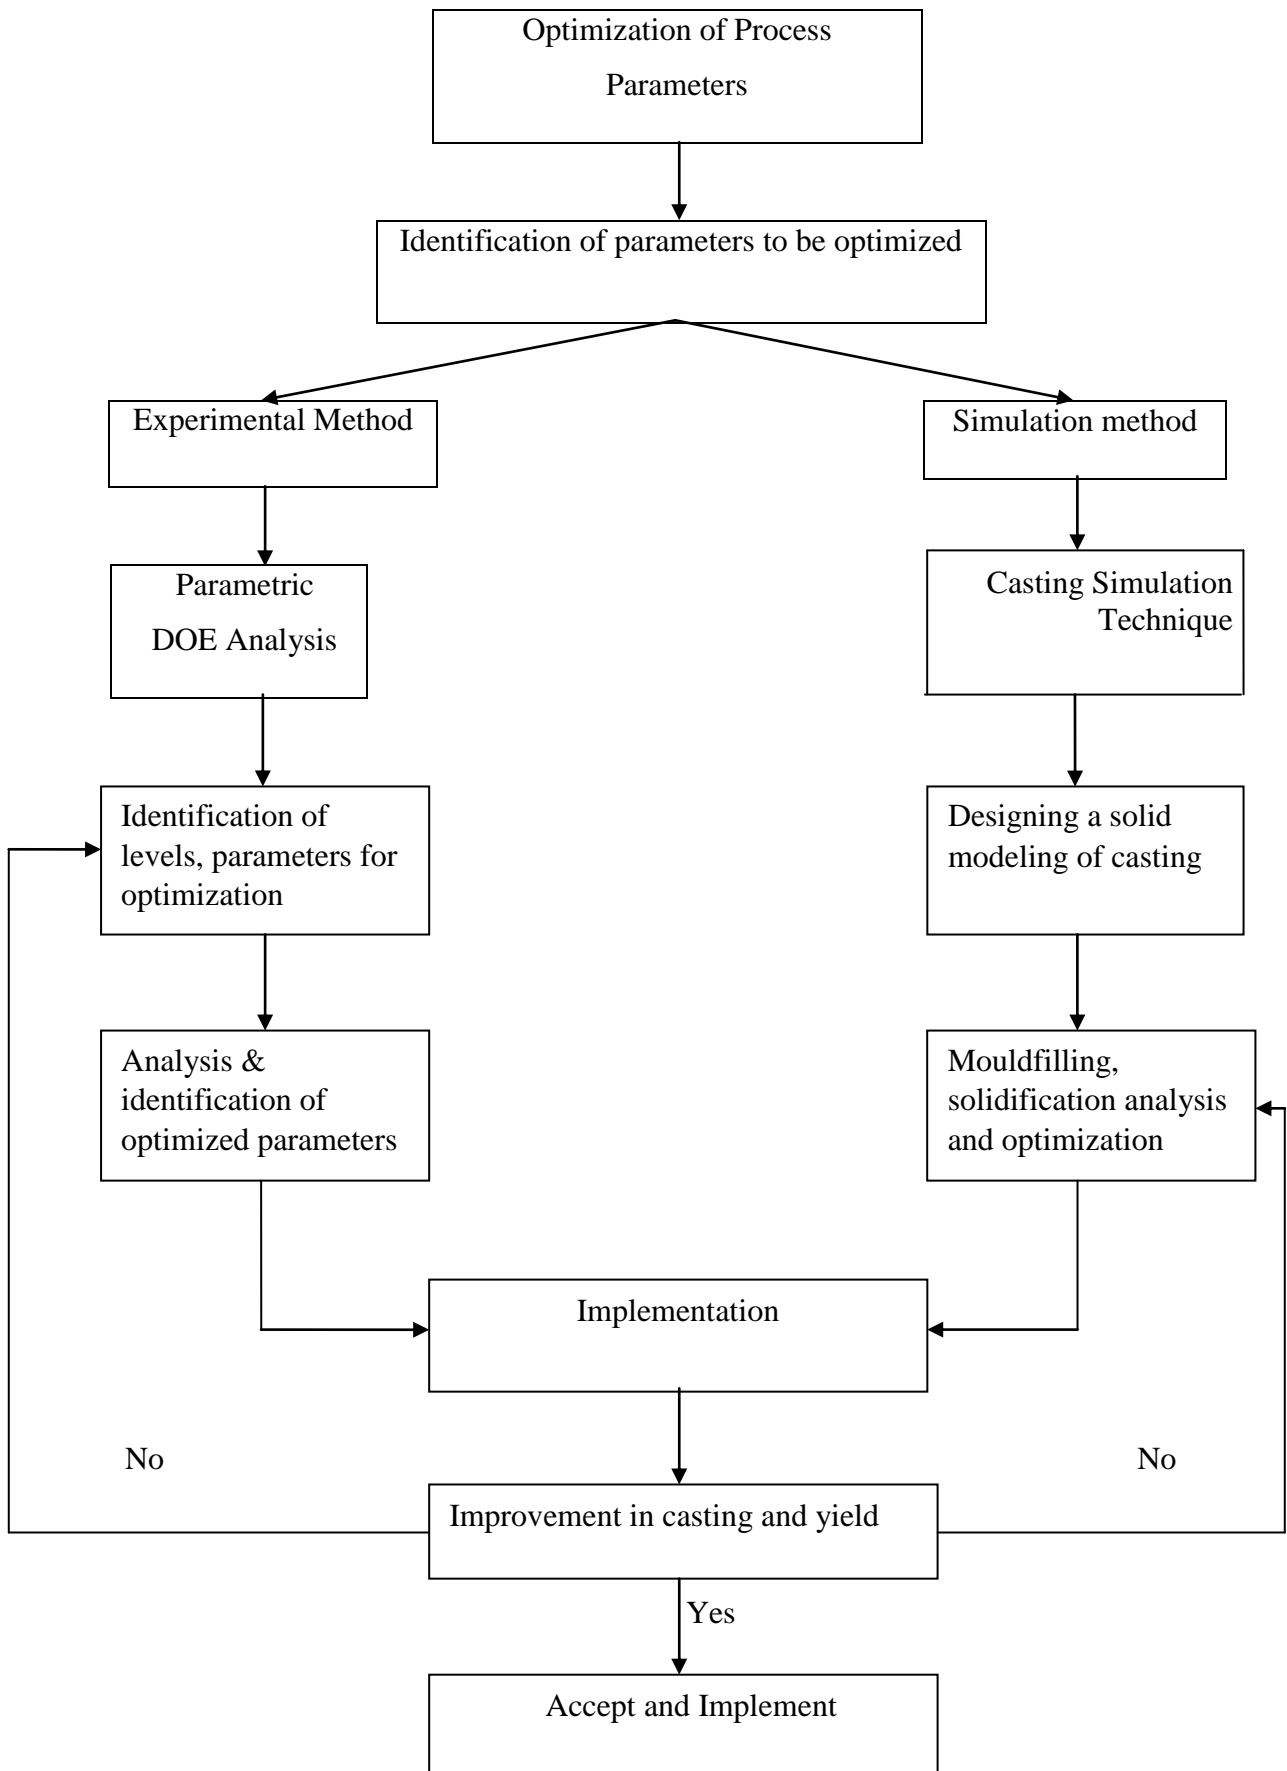 Optimization of Process
Parameters
Identification of parameters to be optimized
Experimental Method
Simulation method
Parametric
DOE Analysis
Casting Simulation
Technique
Identification of
levels, parameters for
optimization
Designing a solid
modeling of casting
Analysis &
identification of
optimized parameters
Mouldfilling,
solidification analysis
and optimization
Implementation
No
No
Improvement in casting and yield
Yes
Accept and Implement